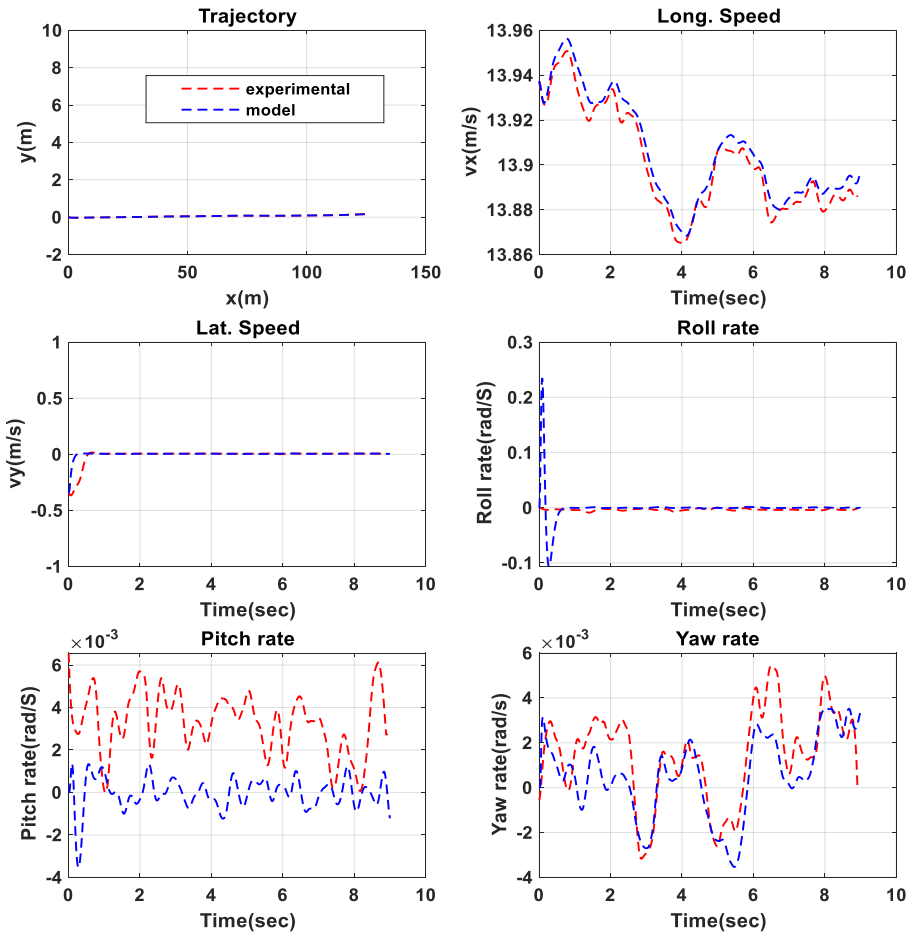 Trajectory
10
8
6
4
2
0
-2
y(m)
experimental
model
0 50 100 150
x(m)
Long. Speed
13.96
13.94
13.92
13.9
13.88
13.86
vx(m/s)
0 2 4 6 8 10
Time(sec)
Lat. Speed
1
0.5
0
-0.5
-1
vy(m/s)
0 2 4 6 8 10
Time(sec)
Roll rate
0.3
0.2
0.1
0
-0.1
Roll rate(rad/S)
0 2 4 6 8 10
Time(sec)
Pitch rate
×10-3
6
4
2
0
-2
-4
Pitch rate(rad/S)
0 2 4 6 8 10
Time(sec)
Yaw rate
×10-3
6
4
2
0
-2
-4
Yaw rate(rad/s)
0 2 4 6 8 10
Time(sec)